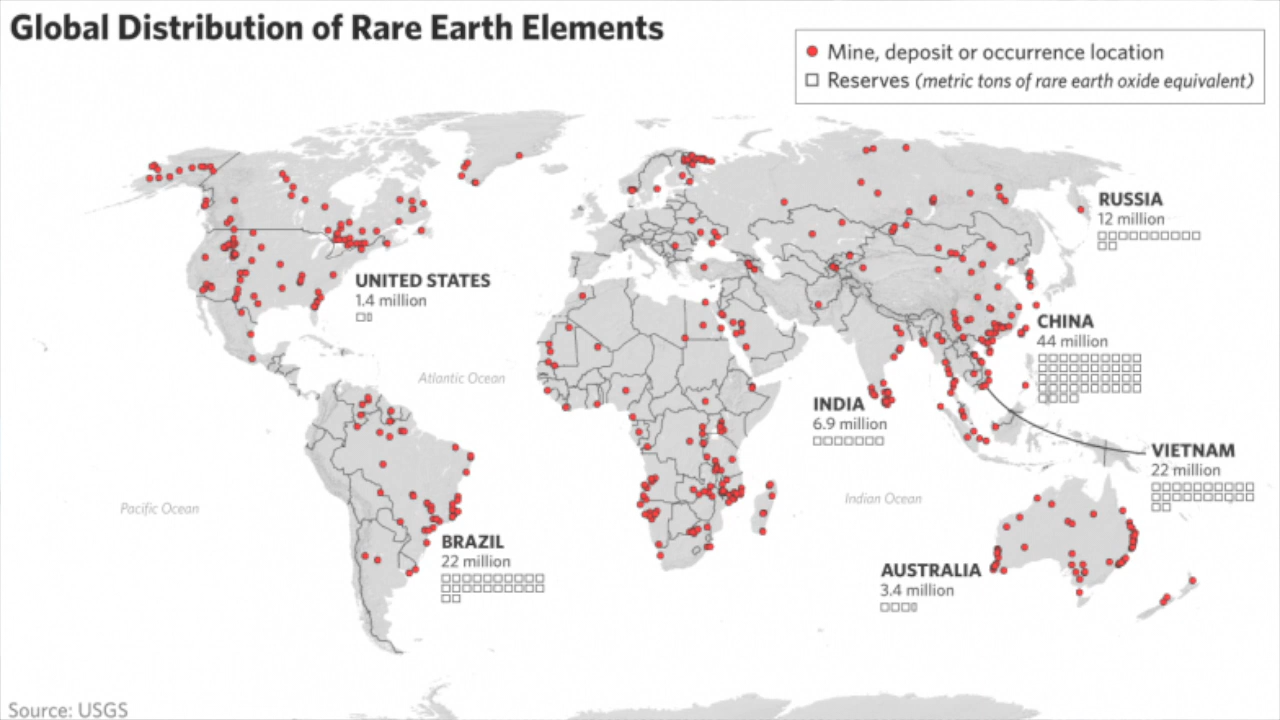 Global Distribution of Rare Earth Elements
Mine, deposit or occurrence location
Reserves (metric tons of rare earth oxide equivalent)
RUSSIA
12 million
UNITED STATES
1.4 million
CHINA
44 million
Atlantic Ocean
INDIA
6.9 million
VIETNAM
22 million
Pacific Ocean
Indian Ocean
BRAZIL
22 million
AUSTRALIA
3.4 million
Source: USGS